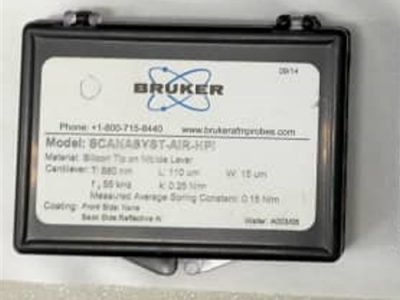 09/14
BRUKER
Phone: +1-800-715-8440
www.brukerafmprobes.com
Model: SCANASYST-AIR-HPI
Material: Silicon Tip on Nitride Lever
Cantilever: T: 650 nm L: 110 um W: 15 um
f 55 kHz k: 0.25 N/m
Measured Average Spring Constant: 0.15 N/m
Coating: Front Side: None
Back Side: Reflective Al
Wafer: